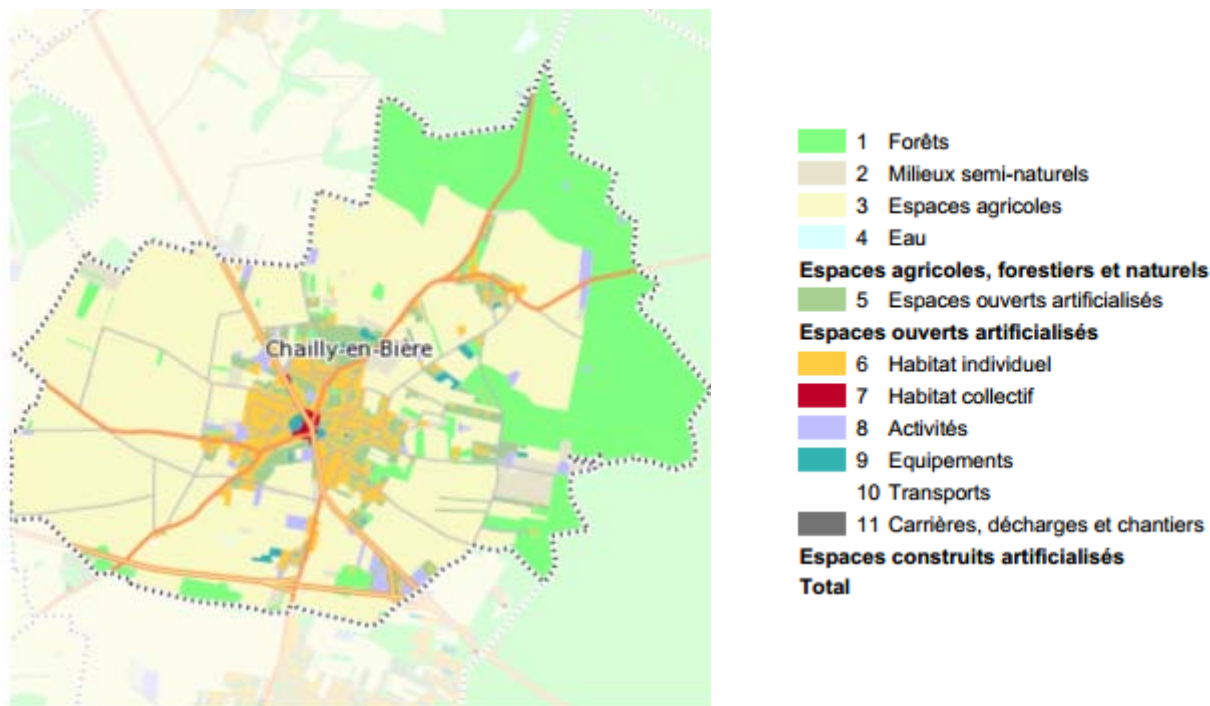 Chailly-en-Bière
1 Forêts
2 Milieux semi-naturels
3 Espaces agricoles
4 Eau
Espaces agricoles, forestiers et naturels
5 Espaces ouverts artificialisés
Espaces ouverts artificialisés
6 Habitat individuel
7 Habitat collectif
8 Activités
9 Equipements
10 Transports
11 Carrières, décharges et chantiers
Espaces construits artificialisés
Total